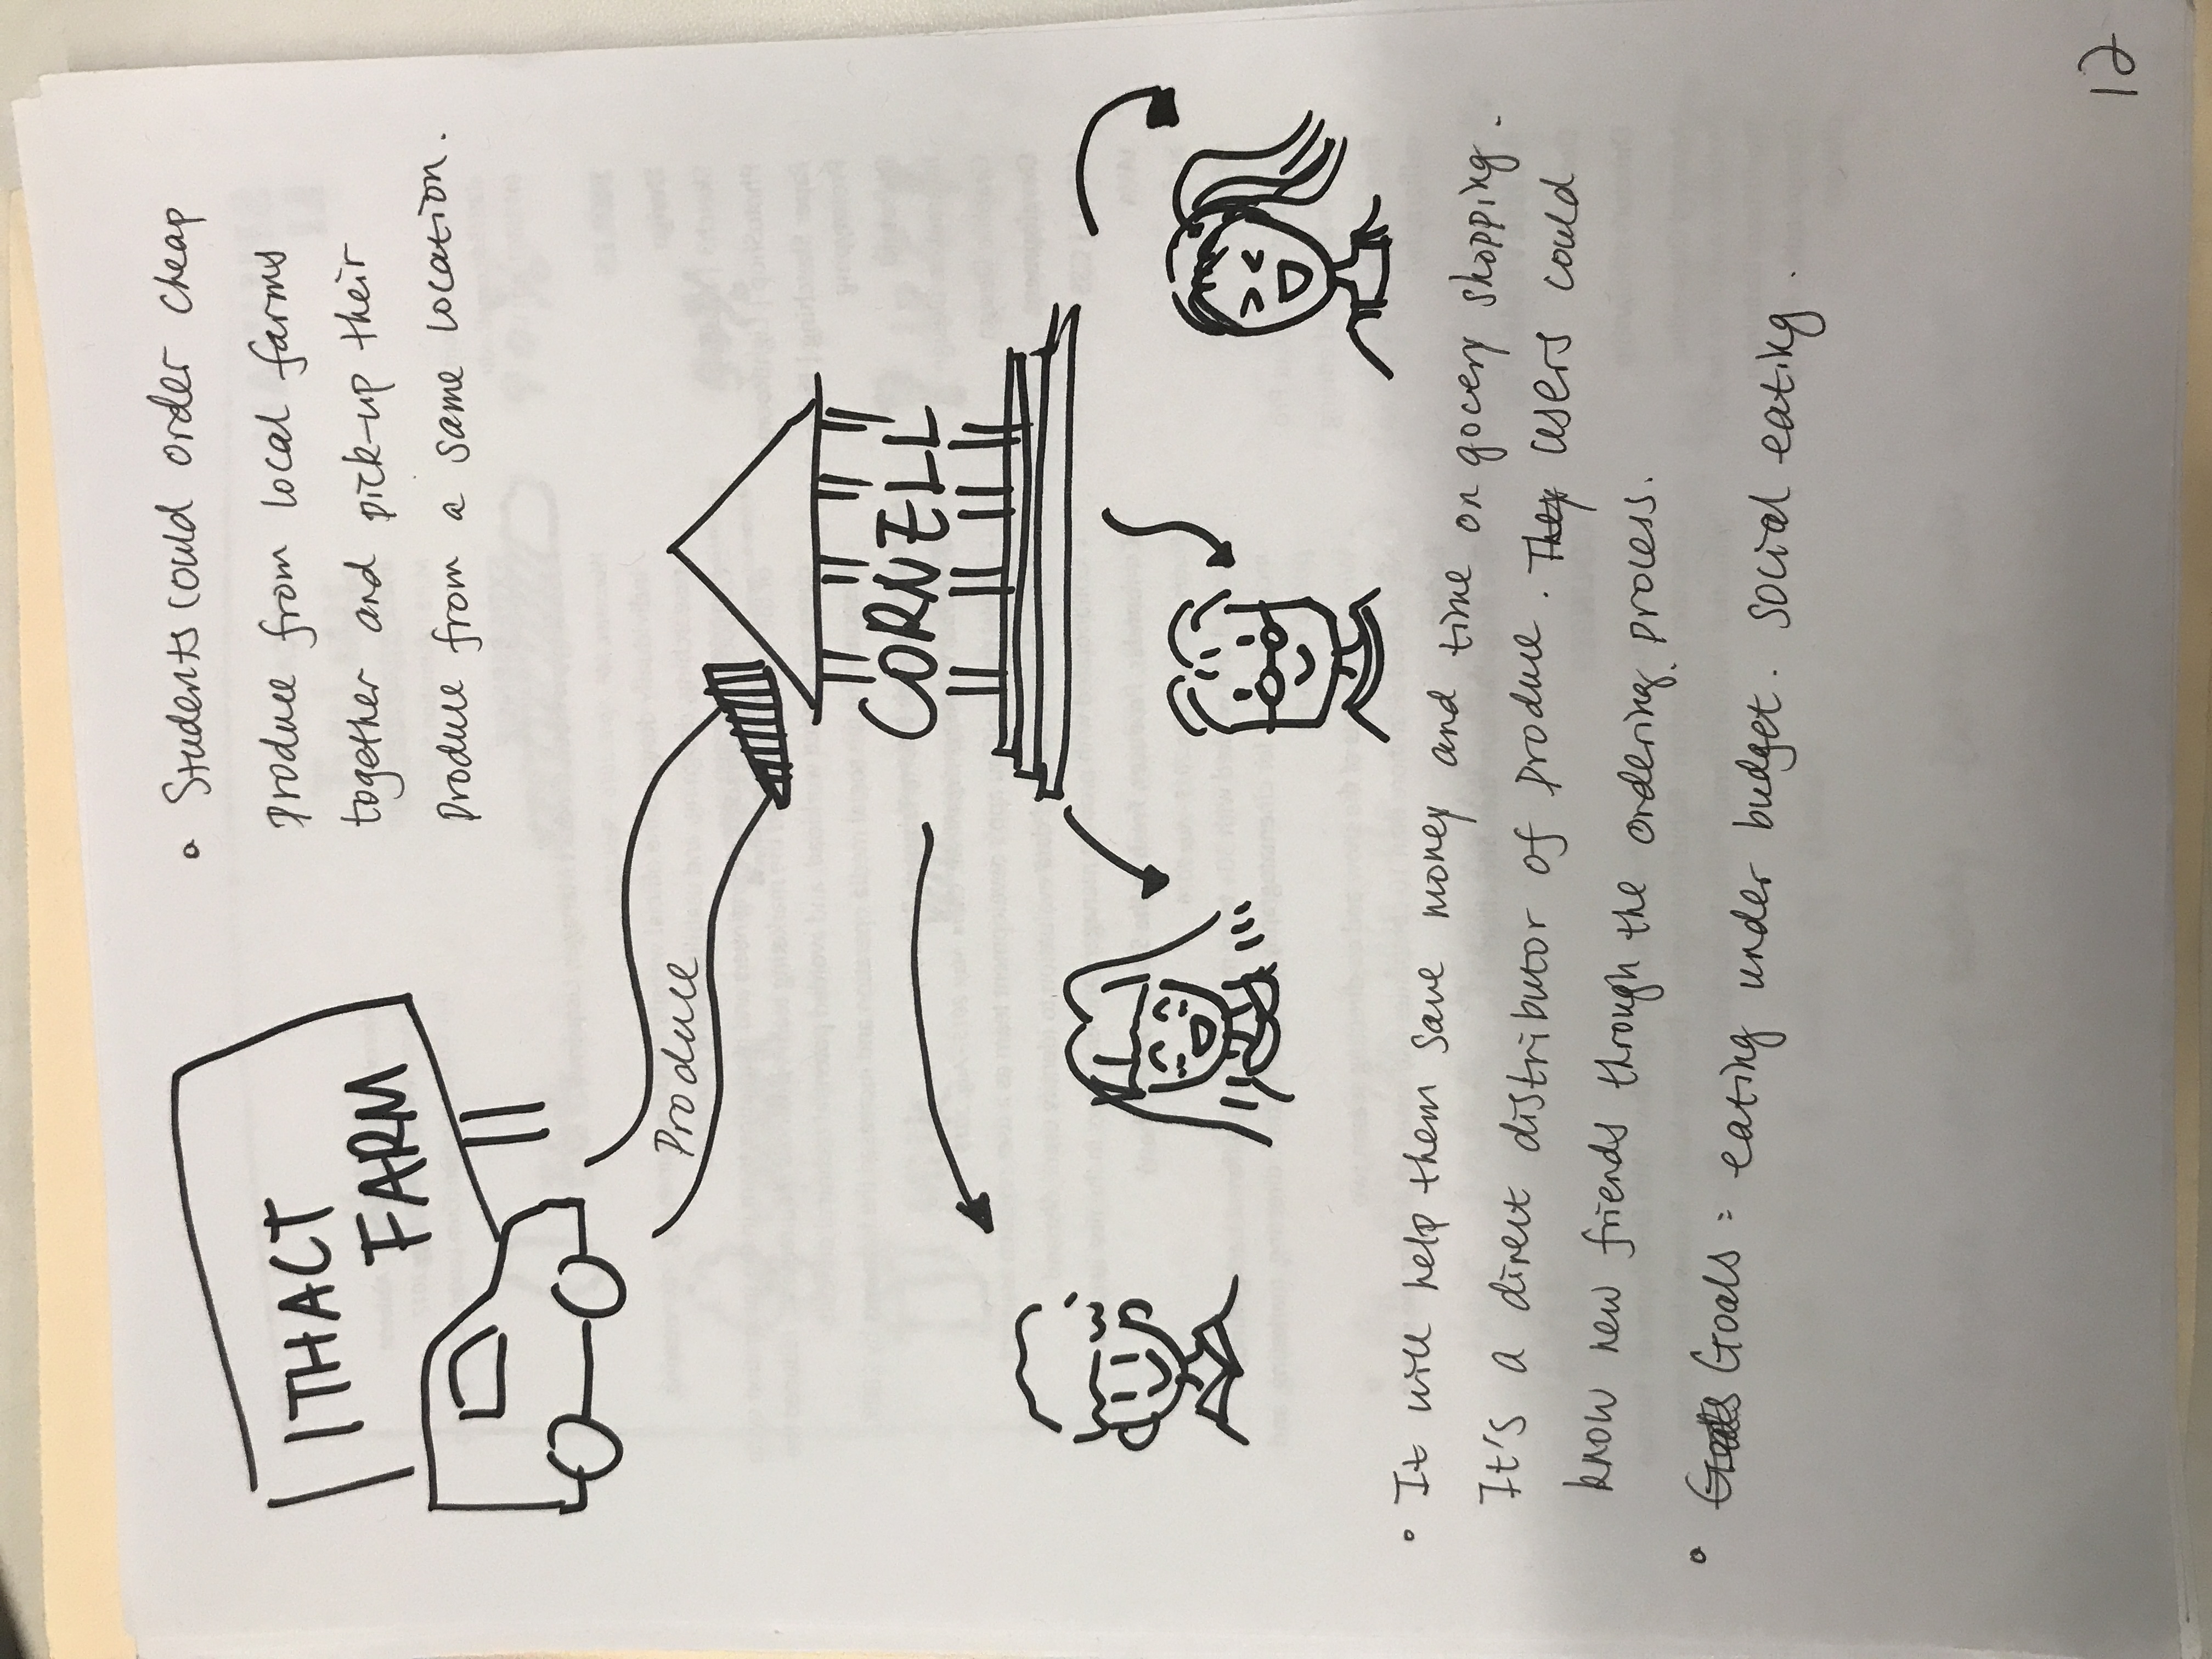 ITHACT
FARM
• Students could order cheap
produce from local farms
together and pick-up their
produce from a same location.
Produce
CORNELL
• It will help them save money and time on gocery shopping.
It's a direct distributor of produce. They users could
know new friends through the ordering process.
• Goals Goals : eating under budget. Social eating.
12